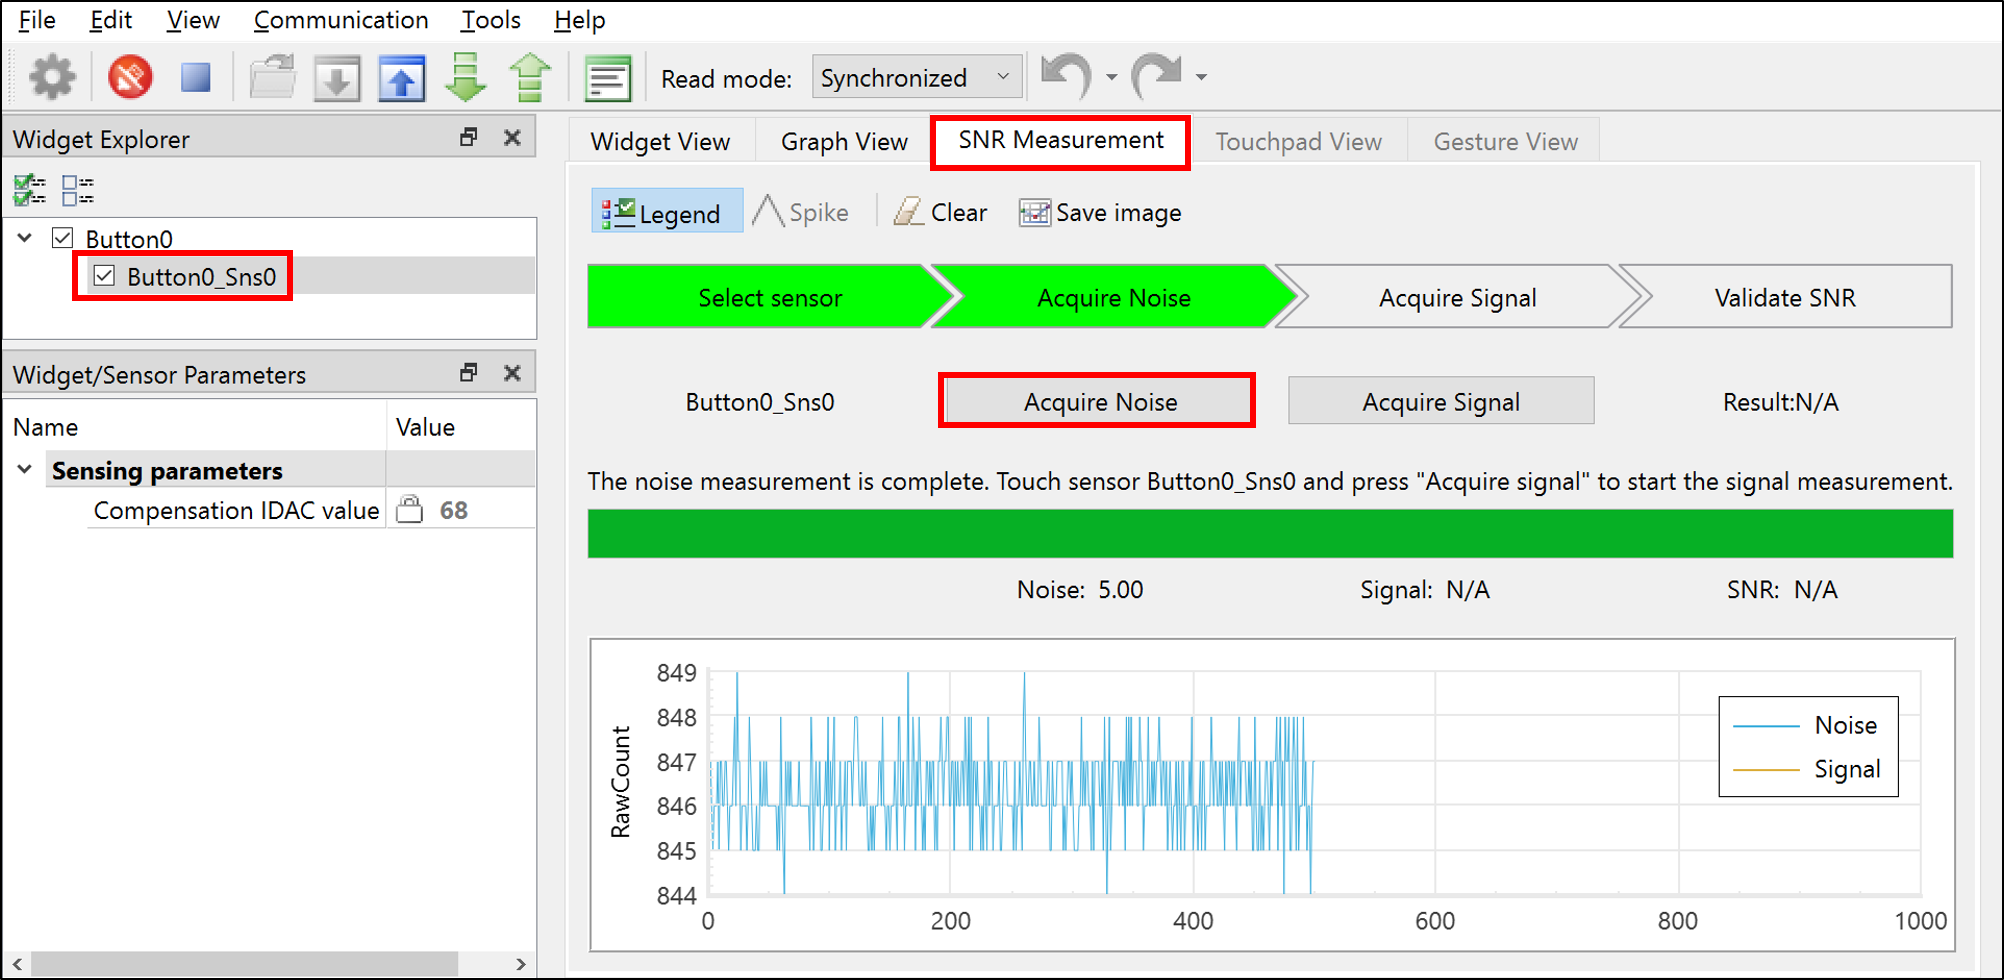 File Edit View Communication Tools Help
Read mode: Synchronized
Widget Explorer
Button0
Button0_Sns0
Widget/Sensor Parameters
Name Value
Sensing parameters
Compensation IDAC value 68
Widget View Graph View SNR Measurement Touchpad View Gesture View
Legend Spike Clear Save image
Select sensor Acquire Noise Acquire Signal Validate SNR
Button0_Sns0 Acquire Noise Acquire Signal Result:N/A
The noise measurement is complete. Touch sensor Button0_Sns0 and press "Acquire signal" to start the signal measurement.
Noise: 5.00 Signal: N/A SNR: N/A
RawCount
849
848
847
846
845
844
0 200 400 600 800 1000
Noise
Signal